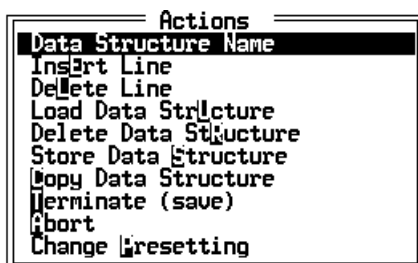 Actions
Data Structure Name
InsErt Line
DeLete Line
Load Data StrUcture
Delete Data StRucture
Store Data Structure
Copy Data Structure
Terminate (save)
Abort
Change Presetting